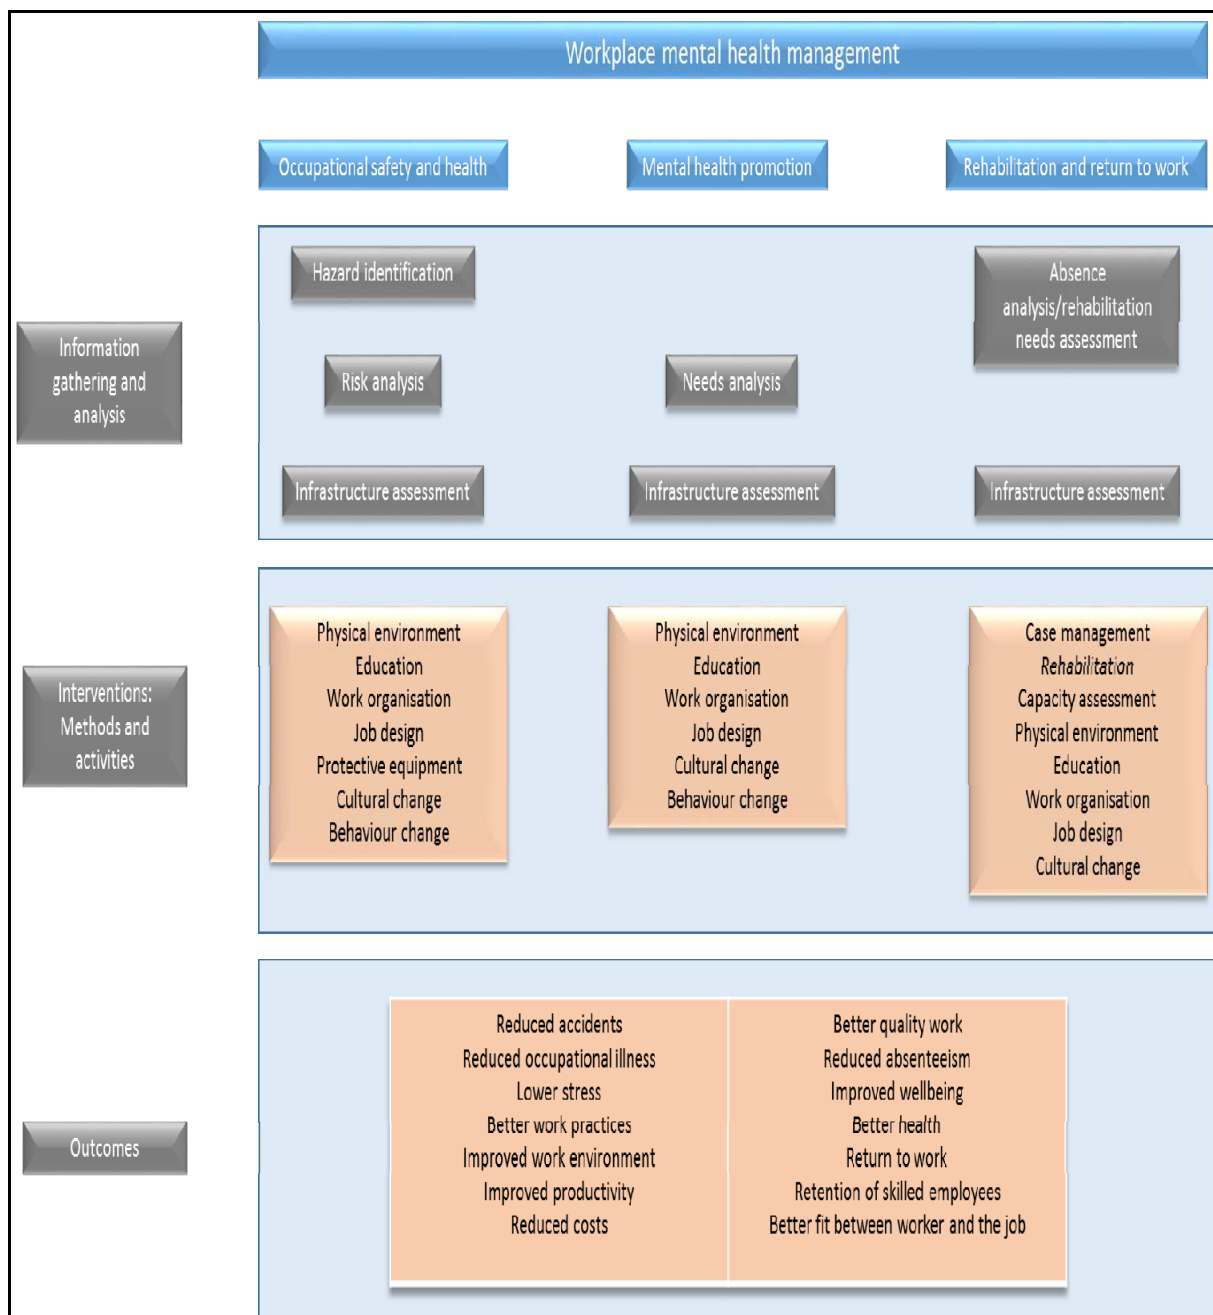 Workplace mental health management
Occupational safety and health
Mental health promotion
Rehabilitation and return to work
Information
gathering and
analysis
Hazard identification
Risk analysis
Infrastructure assessment
Needs analysis
Infrastructure assessment
Absence
analysis/rehabilitation
needs assessment
Infrastructure assessment
Interventions:
Methods and
activities
Physical environment
Education
Work organisation
Job design
Protective equipment
Cultural change
Behaviour change
Physical environment
Education
Work organisation
Job design
Cultural change
Behaviour change
Case management
Rehabilitation
Capacity assessment
Physical environment
Education
Work organisation
Job design
Cultural change
Outcomes
Reduced accidents
Reduced occupational illness
Lower stress
Better work practices
Improved work environment
Improved productivity
Reduced costs
Better quality work
Reduced absenteeism
Improved wellbeing
Better health
Return to work
Retention of skilled employees
Better fit between worker and the job